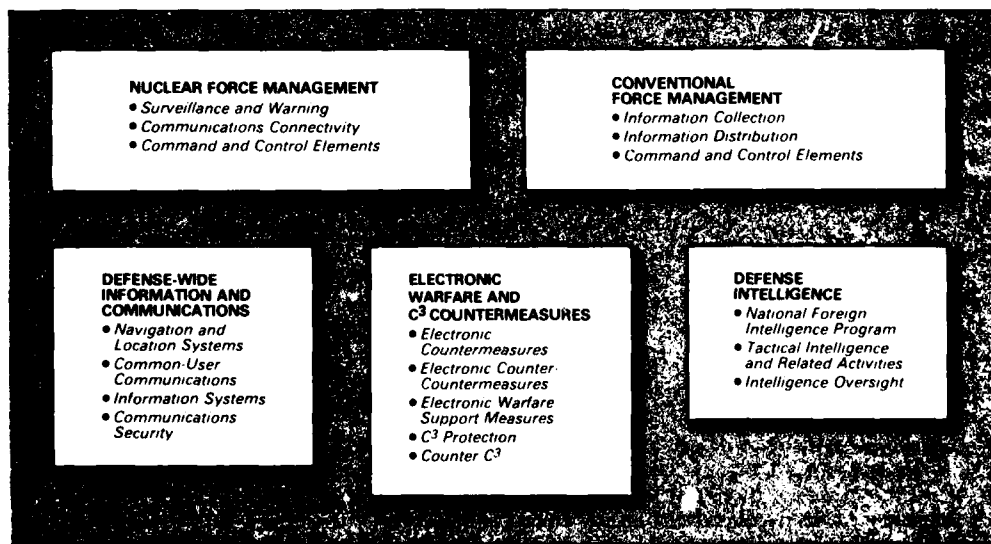 NUCLEAR FORCE MANAGEMENT
• Surveillance and Warning
• Communications Connectivity
• Command and Control Elements
CONVENTIONAL
FORCE MANAGEMENT
• Information Collection
• Information Distribution
• Command and Control Elements
DEFENSE-WIDE
INFORMATION AND
COMMUNICATIONS
• Navigation and
Location Systems
• Common-User
Communications
• Information Systems
• Communications
Security
ELECTRONIC
WARFARE AND
C³ COUNTERMEASURES
• Electronic
Countermeasures
• Electronic Counter-
Countermeasures
• Electronic Warfare
Support Measures
• C³ Protection
• Counter C³
DEFENSE
INTELLIGENCE
• National Foreign
Intelligence Program
• Tactical Intelligence
and Related Activities
• Intelligence Oversight